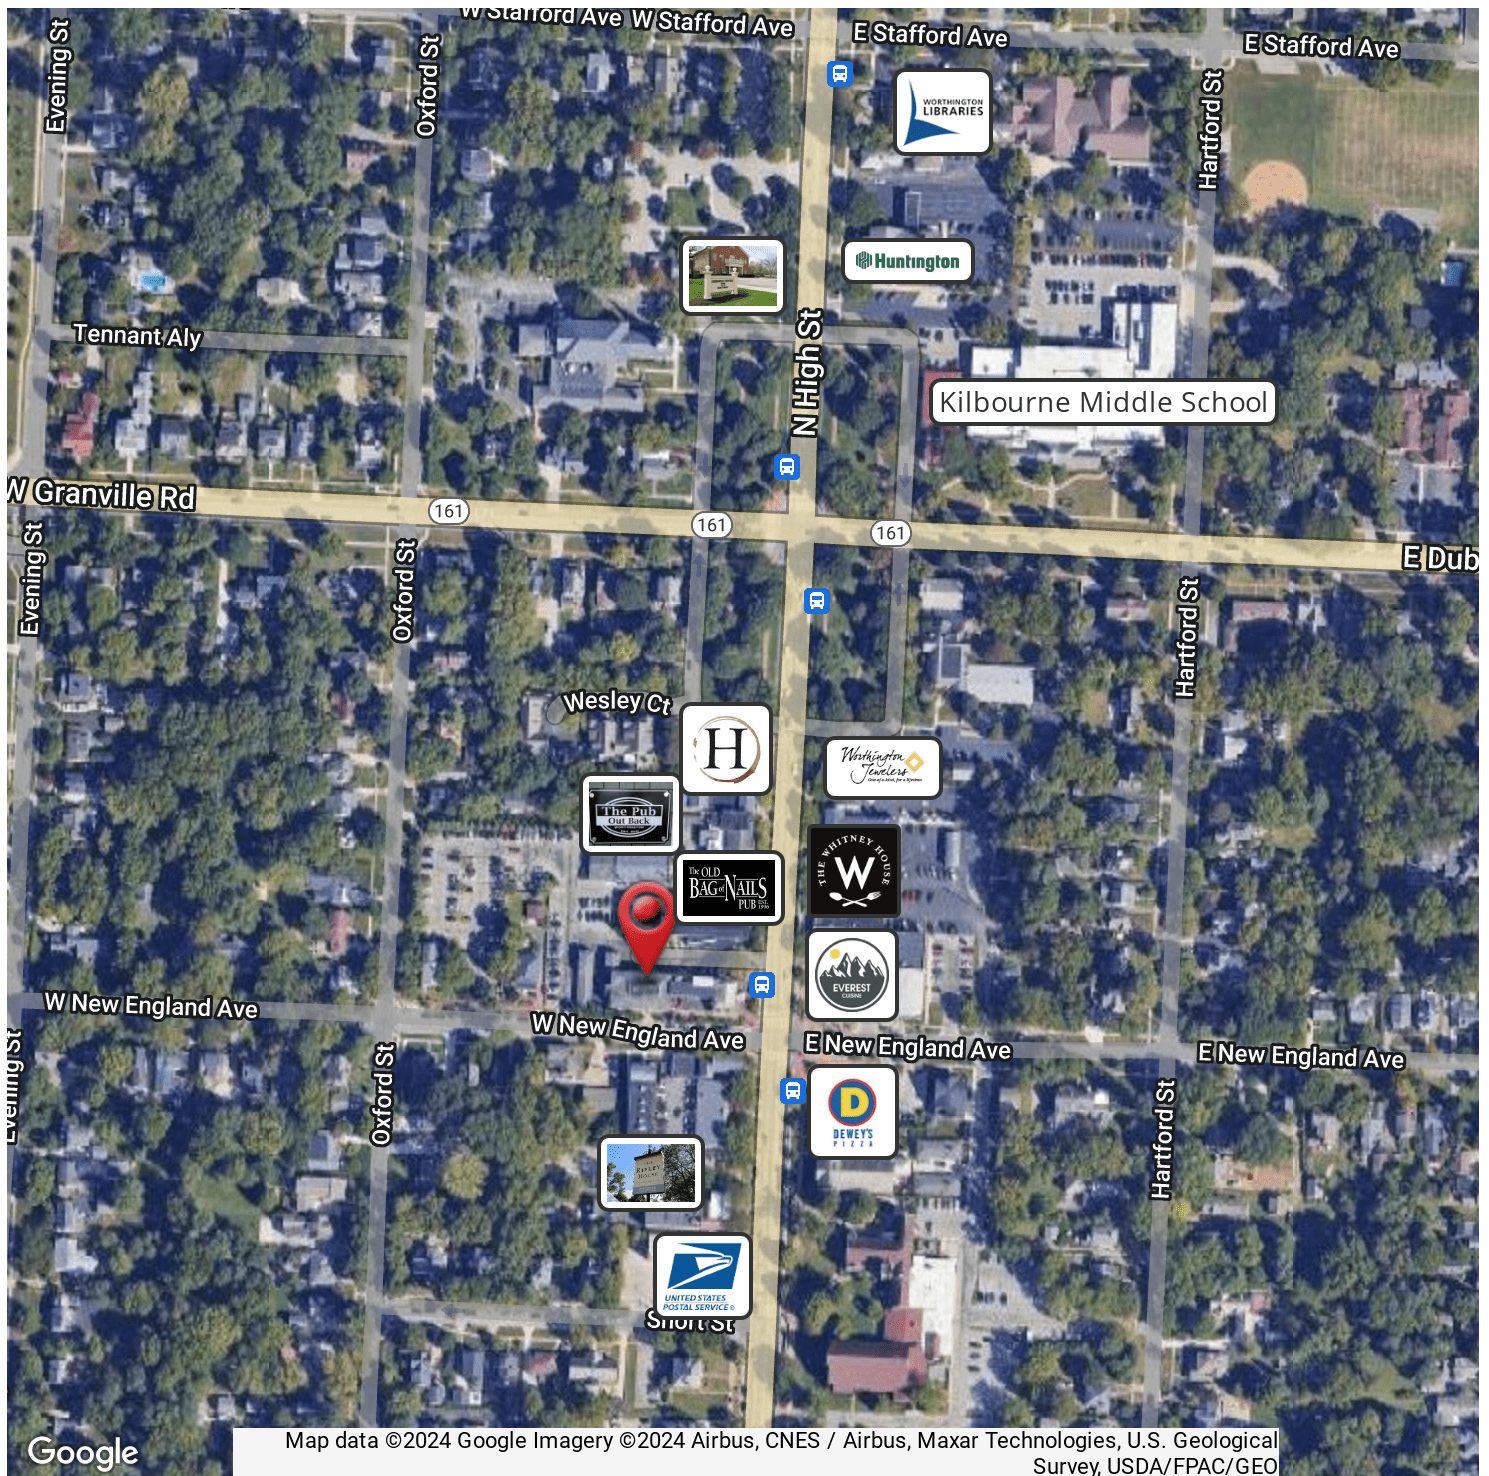 W Stafford Ave
W Stafford Ave
E Stafford Ave
E Stafford Ave
Evening St
Oxford St
Hartford St
WORTHINGTON
LIBRARIES
Huntington
Tennant Aly
N High St
Kilbourne Middle School
W Granville Rd
161
161
161
E Dub
Evening St
Oxford St
Hartford St
Wesley Ct
H
Worthington
Jewelers
The Pub
Out Back
THE WHITNEY HOUSE
W
The OLD
BAG of NAILS
PUB EST.
1996
EVEREST
CUISINE
W New England Ave
W New England Ave
E New England Ave
E New England Ave
Evening St
Oxford St
Hartford St
D
DEWEY'S
PIZZA
UNITED STATES
POSTAL SERVICE®
Short St
Google
Map data ©2024 Google Imagery ©2024 Airbus, CNES / Airbus, Maxar Technologies, U.S. Geological
Survey, USDA/FPAC/GEO